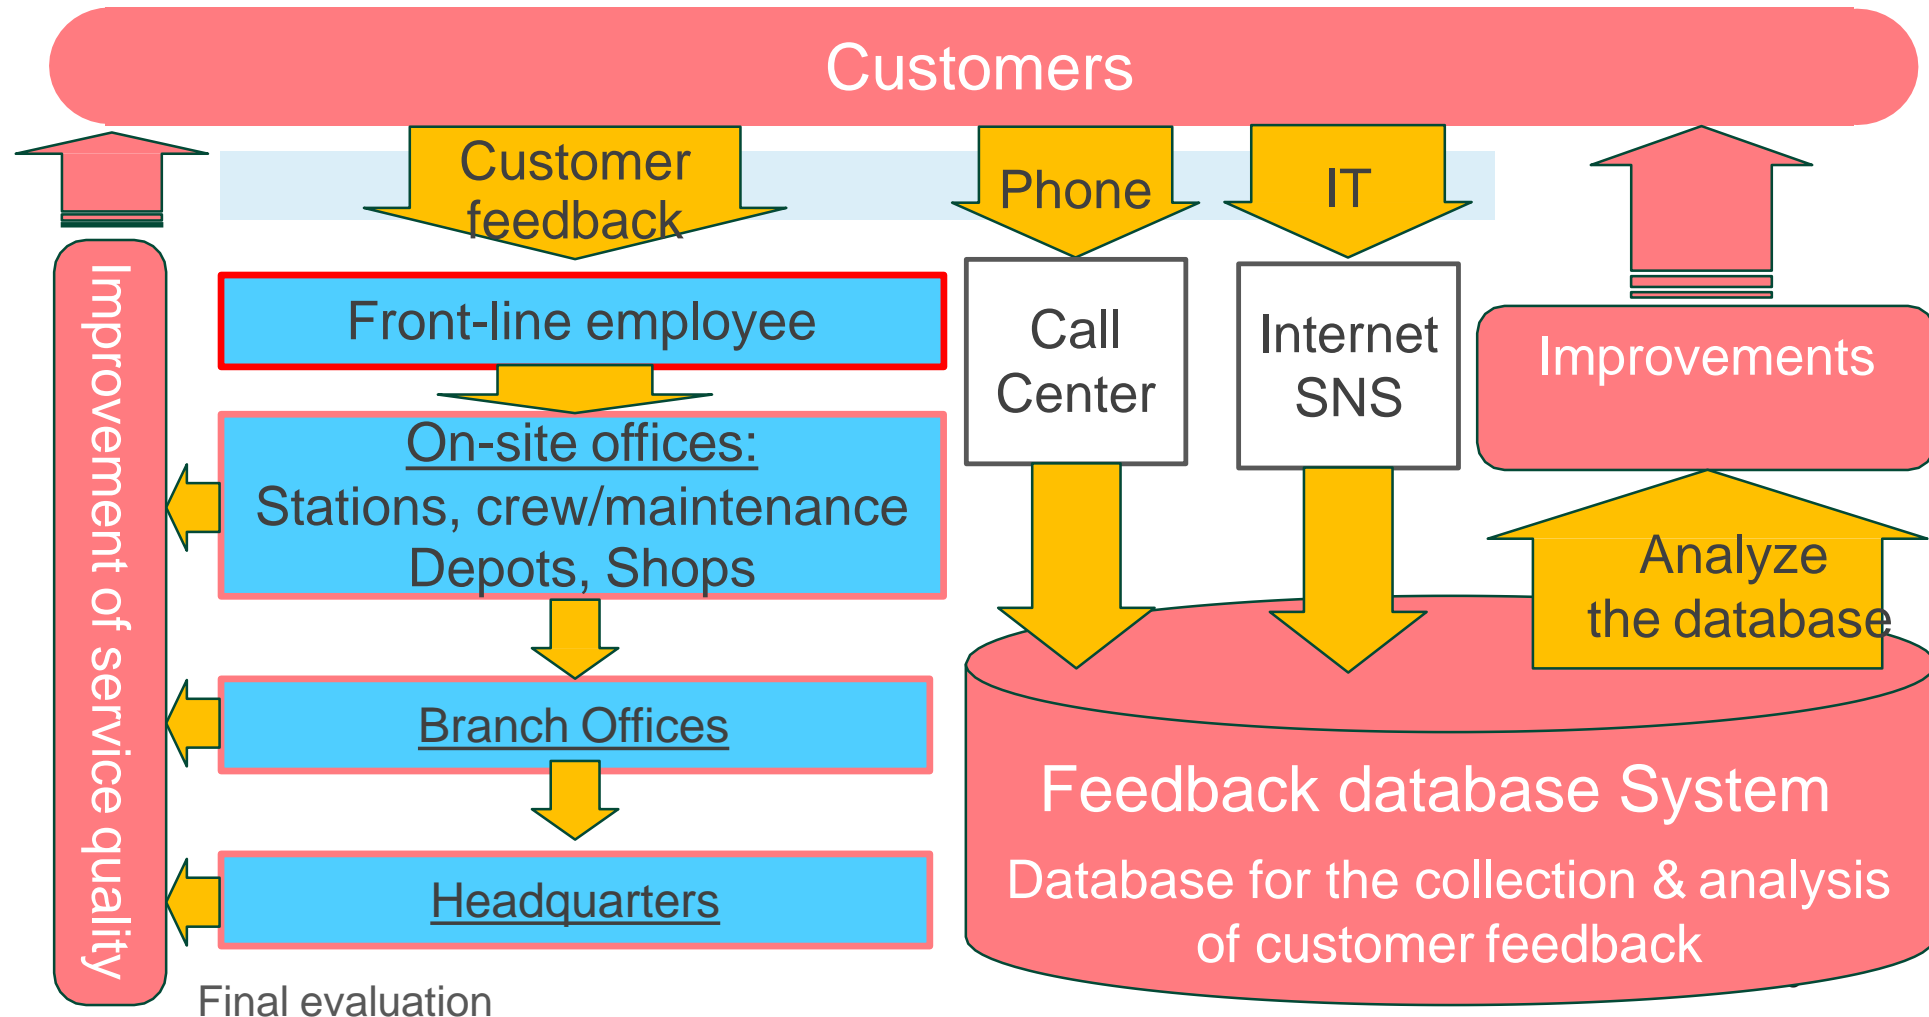 Customers
Customer
feedback
Phone
IT
Front-line employee
Call
Center
Internet
SNS
Improvements
On-site offices:
Stations, crew/maintenance
Depots, Shops
Analyze
the database
Improvement of service quality
Branch Offices
Feedback database System
Headquarters
Database for the collection & analysis
of customer feedback
Final evaluation